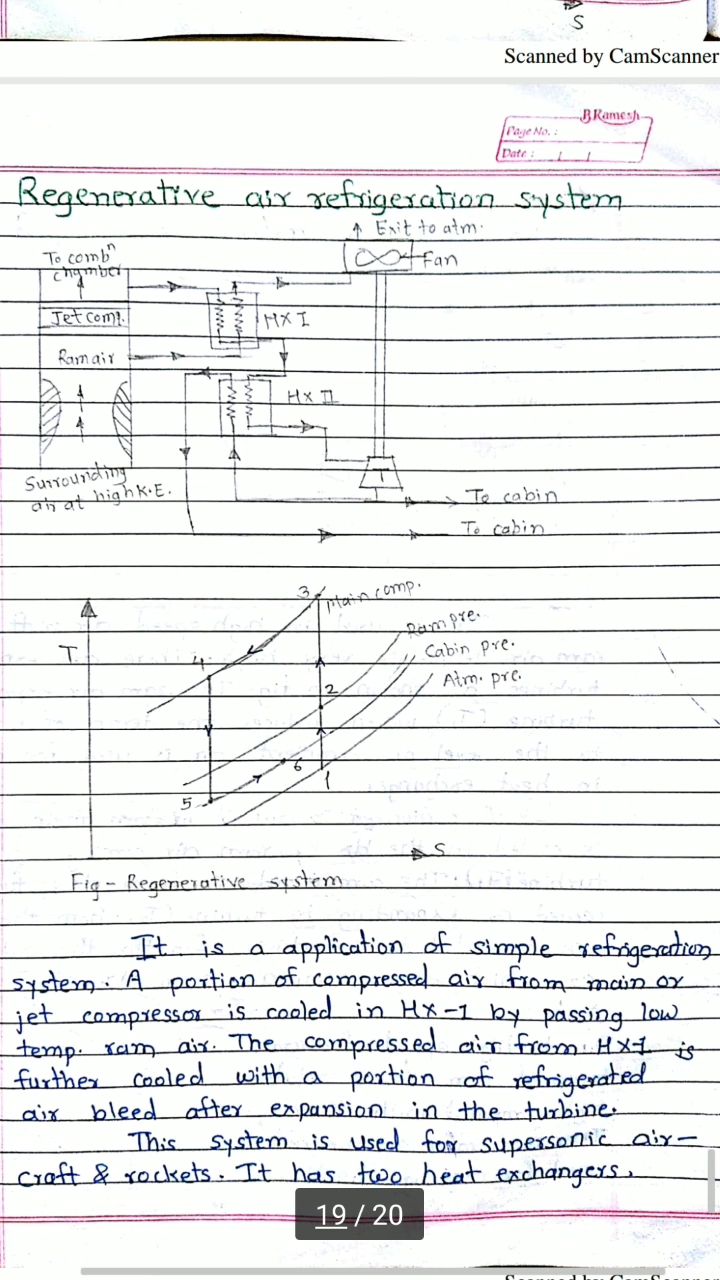 S
Scanned by CamScanner
B Ramesh
Page No. :
Date : / /
Regenerative air refrigeration system
Exit to atm.
To combⁿ
chamber
Fan
Jet comp.
HX I
Ram air
HX II
Surrounding
air at high K.E.
T
To cabin
To cabin
3
Main comp.
Ram pre.
T
4
Cabin pre.
2
Atm. pre.
6
1
5
S
Fig - Regenerative system
It is a application of simple refrigeration
system. A portion of compressed air from main or
jet compressor is cooled in HX-1 by passing low
temp. ram air. The compressed air from HX1 is
further cooled with a portion of refrigerated
air bleed after expansion in the turbine.
This system is used for supersonic air-
craft & rockets. It has two heat exchangers.
19 / 20
Scanned by CamScanner